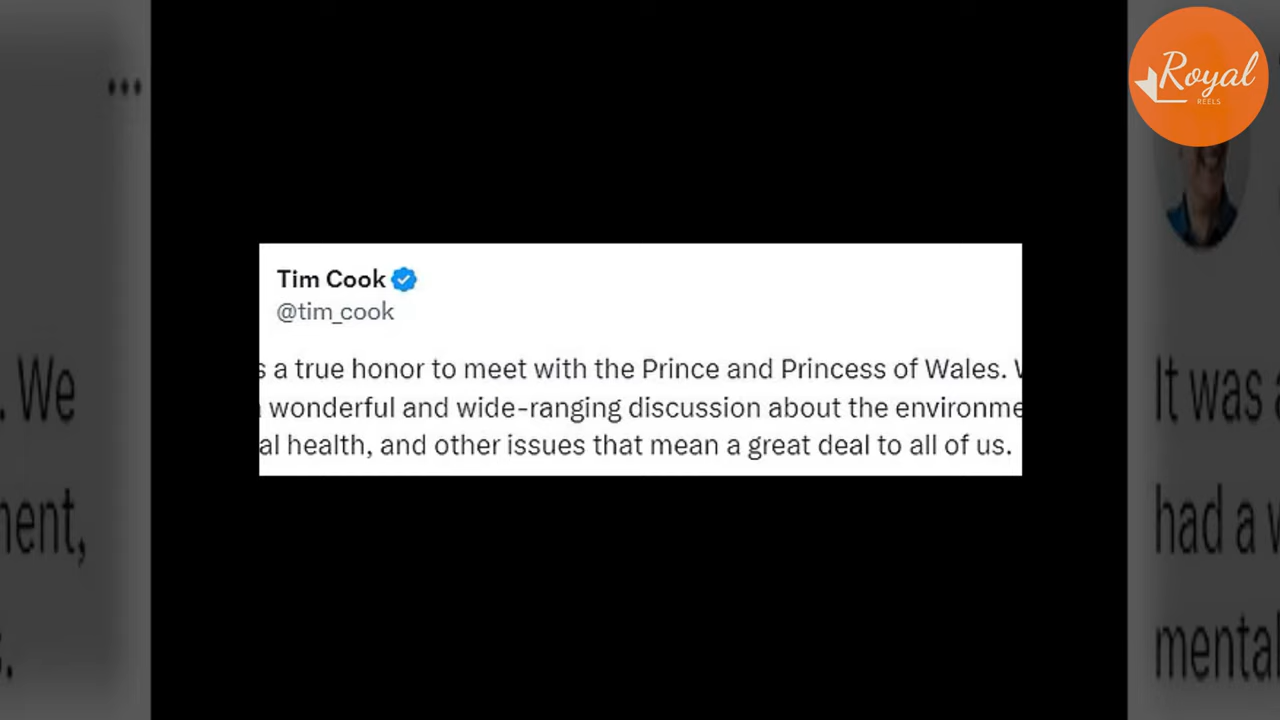 Royal
REELS
Tim Cook
@tim_cook
s a true honor to meet with the Prince and Princess of Wales. W
wonderful and wide-ranging discussion about the environme
al health, and other issues that mean a great deal to all of us.
. We
ment,
s.
It was a
had a w
mental